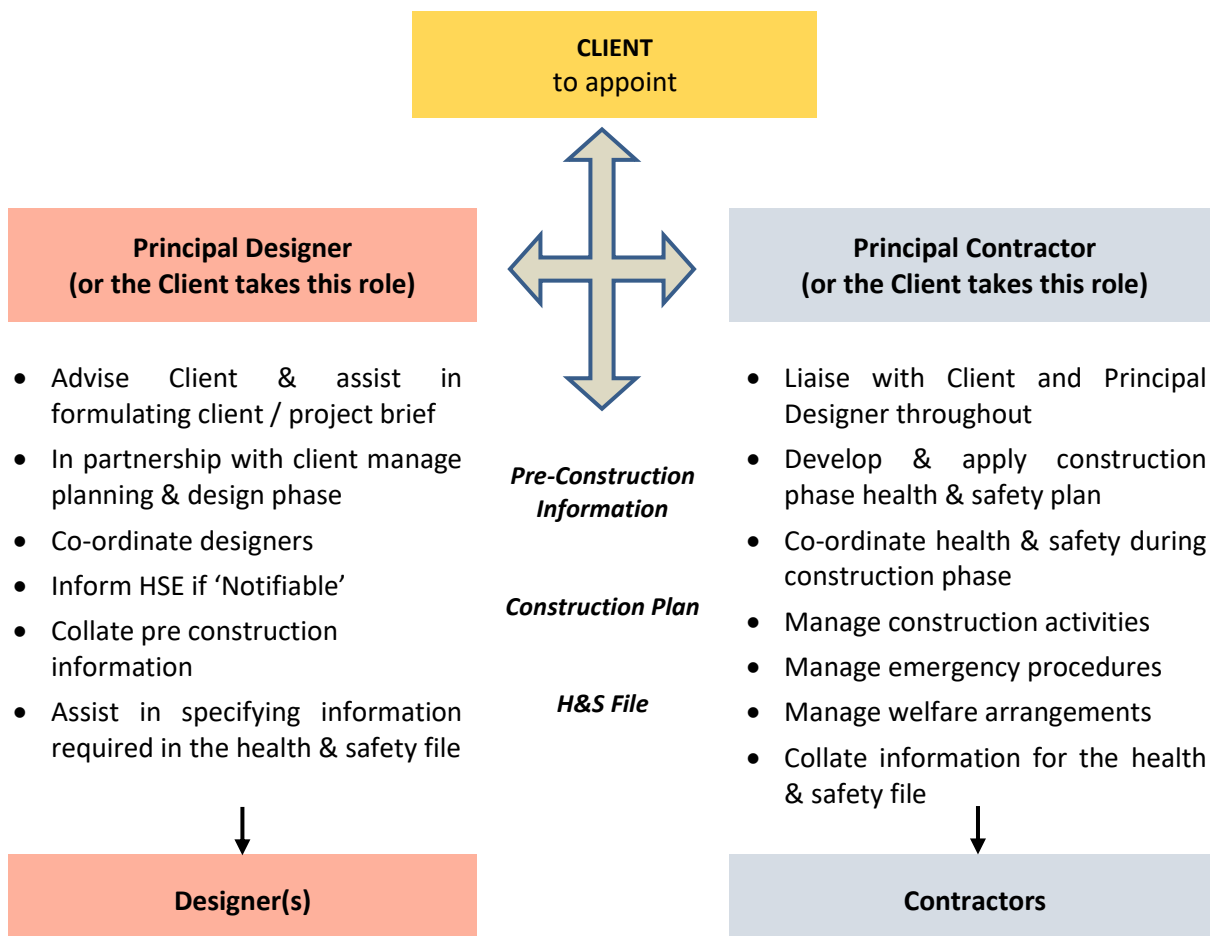 CLIENT
to appoint
Principal Designer
(or the Client takes this role)
• Advise Client & assist in
formulating client / project brief
• In partnership with client manage
planning & design phase
• Co-ordinate designers
• Inform HSE if ‘Notifiable’
• Collate pre construction
information
• Assist in specifying information
required in the health & safety file
Designer(s)
Pre-Construction
Information
Construction Plan
H&S File
Principal Contractor
(or the Client takes this role)
• Liaise with Client and Principal
Designer throughout
• Develop & apply construction
phase health & safety plan
• Co-ordinate health & safety during
construction phase
• Manage construction activities
• Manage emergency procedures
• Manage welfare arrangements
• Collate information for the health
& safety file
Contractors